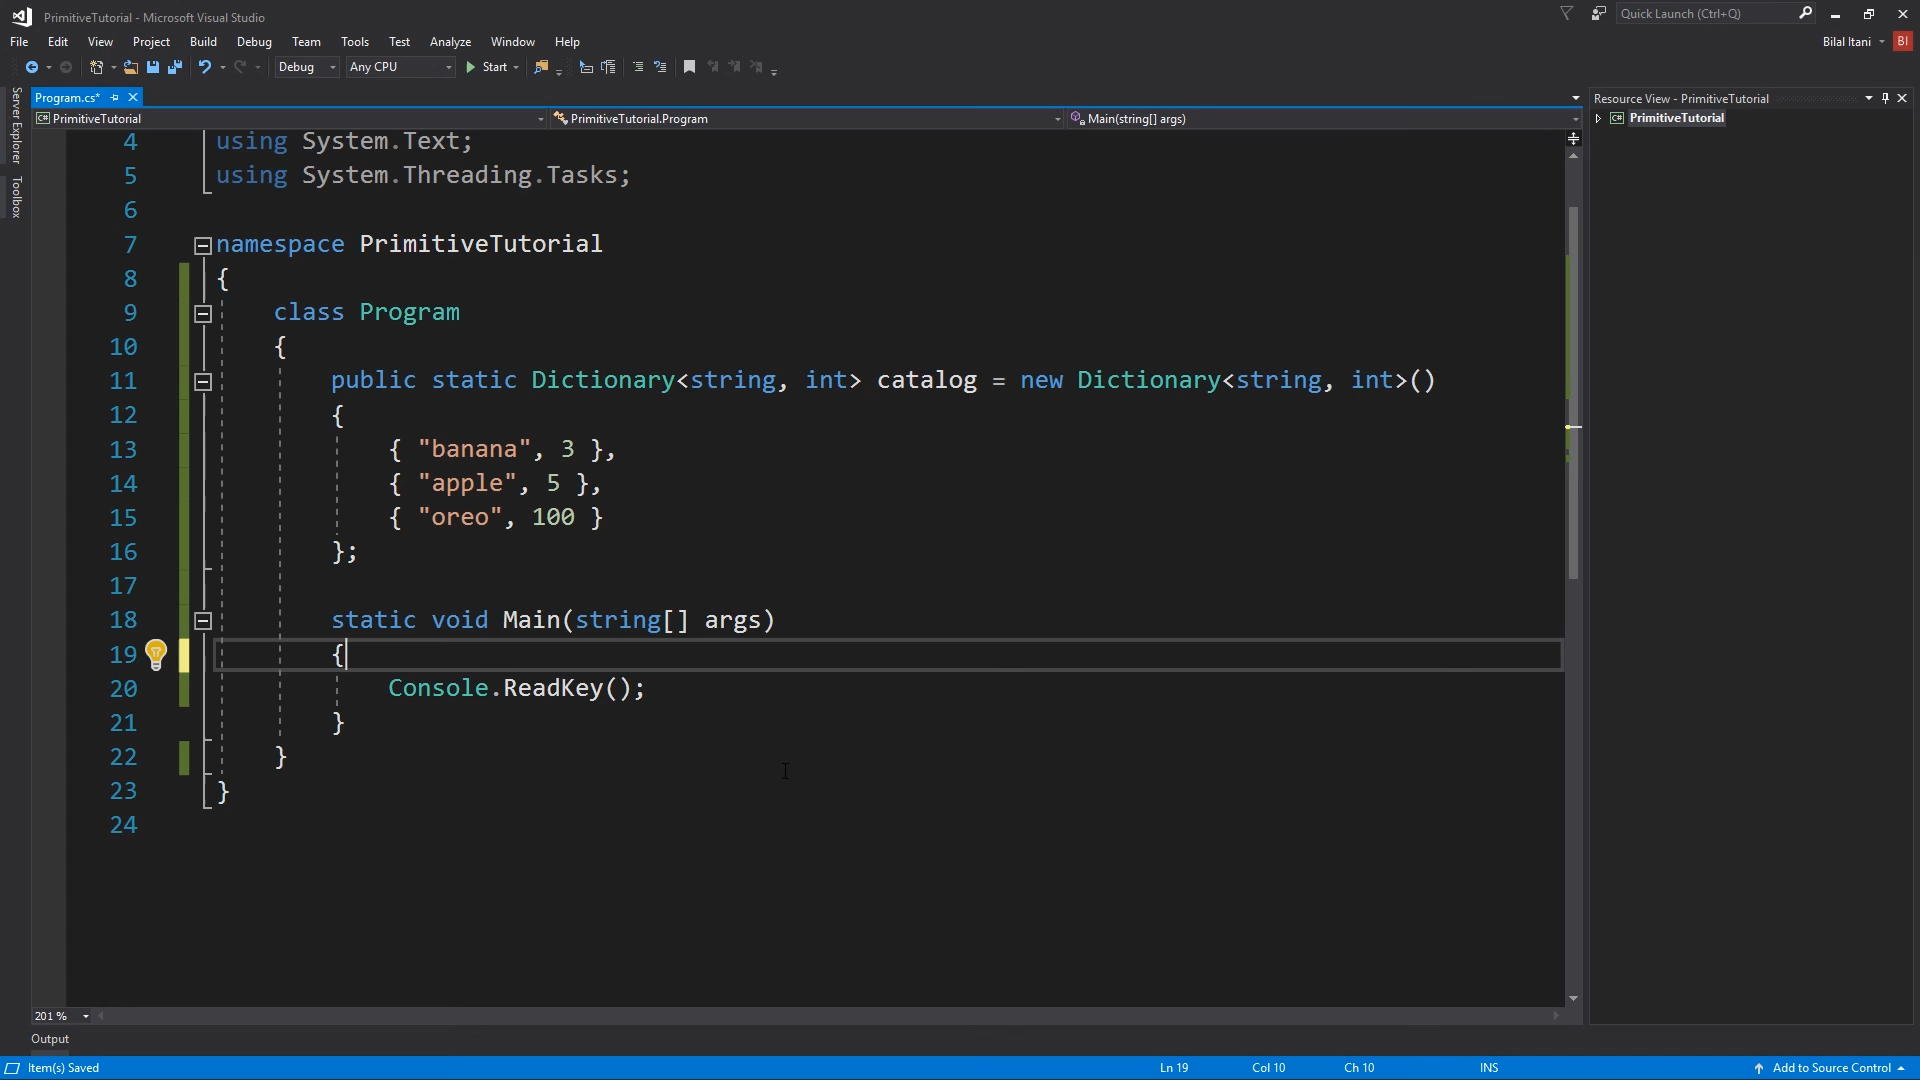 PrimitiveTutorial - Microsoft Visual Studio
Quick Launch (Ctrl+Q)
File Edit View Project Build Debug Team Tools Test Analyze Window Help
Bilal Itani BI
Debug Any CPU Start
Server Explorer
Toolbox
Program.cs*
Resource View - PrimitiveTutorial
C# PrimitiveTutorial PrimitiveTutorial.Program Main(string[] args)
C# PrimitiveTutorial
4 using System.Text;
5 using System.Threading.Tasks;
6
7 namespace PrimitiveTutorial
8 {
9 class Program
10 {
11 public static Dictionary<string, int> catalog = new Dictionary<string, int>()
12 {
13 { "banana", 3 },
14 { "apple", 5 },
15 { "oreo", 100 }
16 };
17
18 static void Main(string[] args)
19 {
20 Console.ReadKey();
21 }
22 }
23 }
24
201 %
Output
Item(s) Saved Ln 19 Col 10 Ch 10 INS Add to Source Control